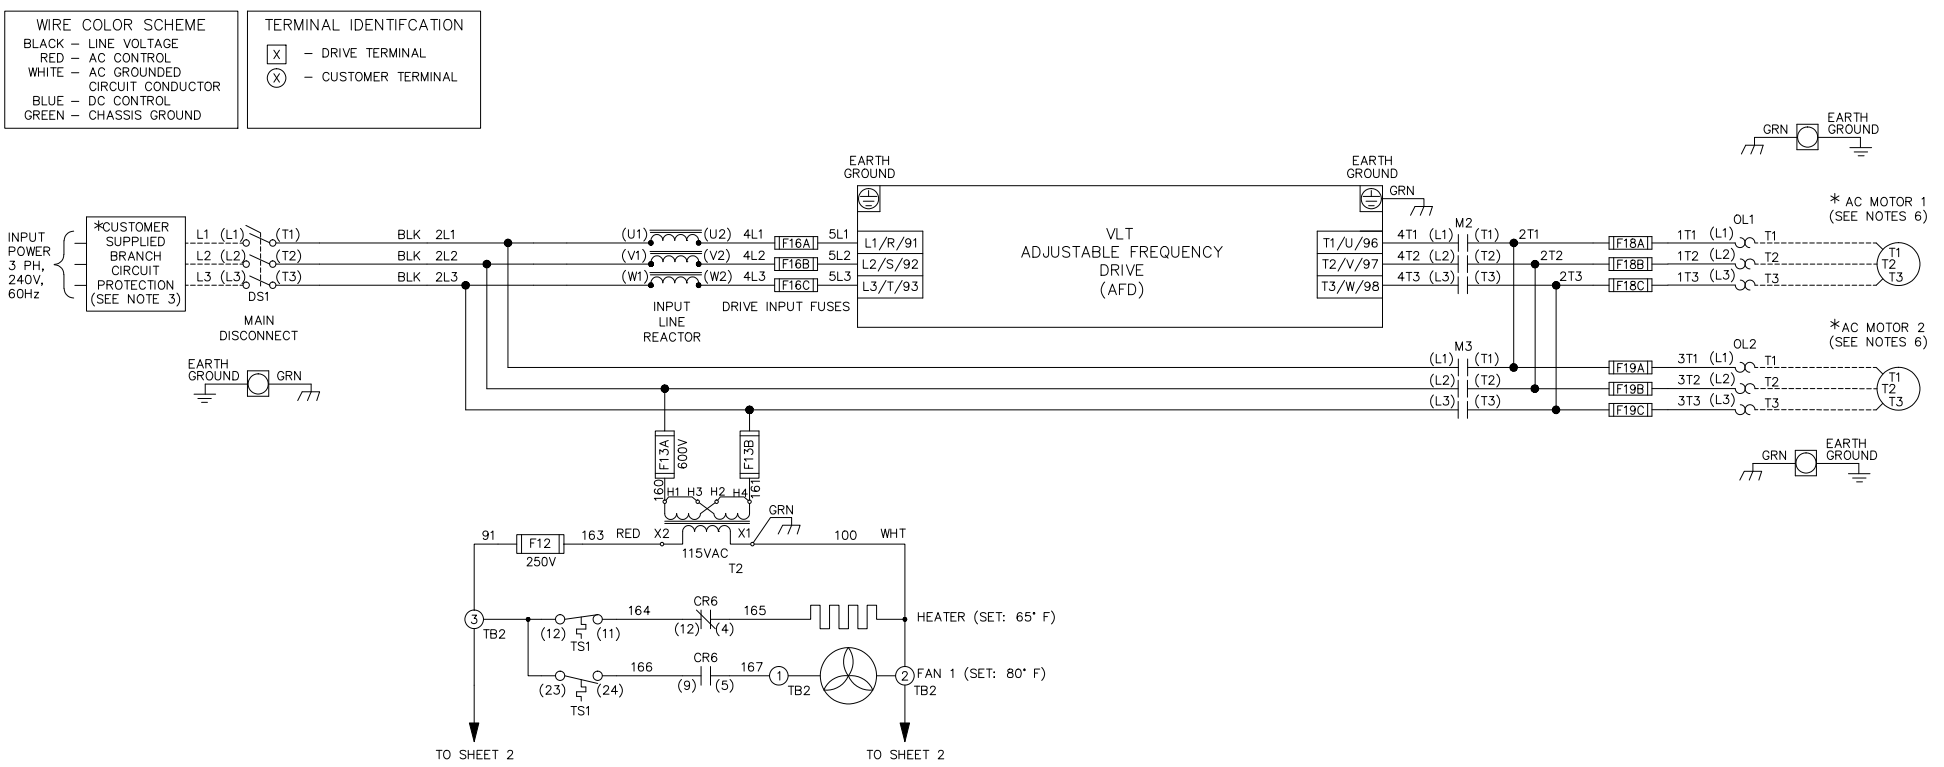 WIRE COLOR SCHEME
BLACK – LINE VOLTAGE
RED – AC CONTROL
WHITE – AC GROUNDED
CIRCUIT CONDUCTOR
BLUE – DC CONTROL
GREEN – CHASSIS GROUND
TERMINAL IDENTIFCATION
X – DRIVE TERMINAL
X – CUSTOMER TERMINAL
GRN
EARTH
GROUND
EARTH
GROUND
EARTH
GROUND
GRN
INPUT
POWER
3 PH,
240V,
60Hz
*CUSTOMER
SUPPLIED
BRANCH
CIRCUIT
PROTECTION
(SEE NOTE 3)
L1 (L1) (T1) BLK 2L1 (U1) (U2) 4L1 F16A 5L1 L1/R/91
L2 (L2) (T2) BLK 2L2 (V1) (V2) 4L2 F16B 5L2 L2/S/92
L3 (L3) (T3) BLK 2L3 (W1) (W2) 4L3 F16C 5L3 L3/T/93
DS1
MAIN
DISCONNECT
INPUT
LINE
REACTOR
DRIVE INPUT FUSES
VLT
ADJUSTABLE FREQUENCY
DRIVE
(AFD)
M2
T1/U/96 4T1 (L1) (T1) 2T1 F18A 1T1 (L1) T1
T2/V/97 4T2 (L2) (T2) 2T2 F18B 1T2 (L2) T2
T3/W/98 4T3 (L3) (T3) 2T3 F18C 1T3 (L3) T3
OL1
* AC MOTOR 1
(SEE NOTES 6)
T1
T2
T3
EARTH
GROUND
GRN
M3
(L1) (T1) F19A 3T1 (L1) T1
(L2) (T2) F19B 3T2 (L2) T2
(L3) (T3) F19C 3T3 (L3) T3
OL2
*AC MOTOR 2
(SEE NOTES 6)
T1
T2
T3
GRN
EARTH
GROUND
F13A
600V
F13B
160
H1 H3 H2 H4
161
GRN
91 F12 163 RED X2 X1 100 WHT
250V
115VAC
T2
3
TB2
164 CR6 165
(12) (11) (12) (4)
TS1
HEATER (SET: 65° F)
166 CR6 167 1
(23) (24) (9) (5) TB2
TS1
2
TB2
FAN 1 (SET: 80° F)
TO SHEET 2
TO SHEET 2